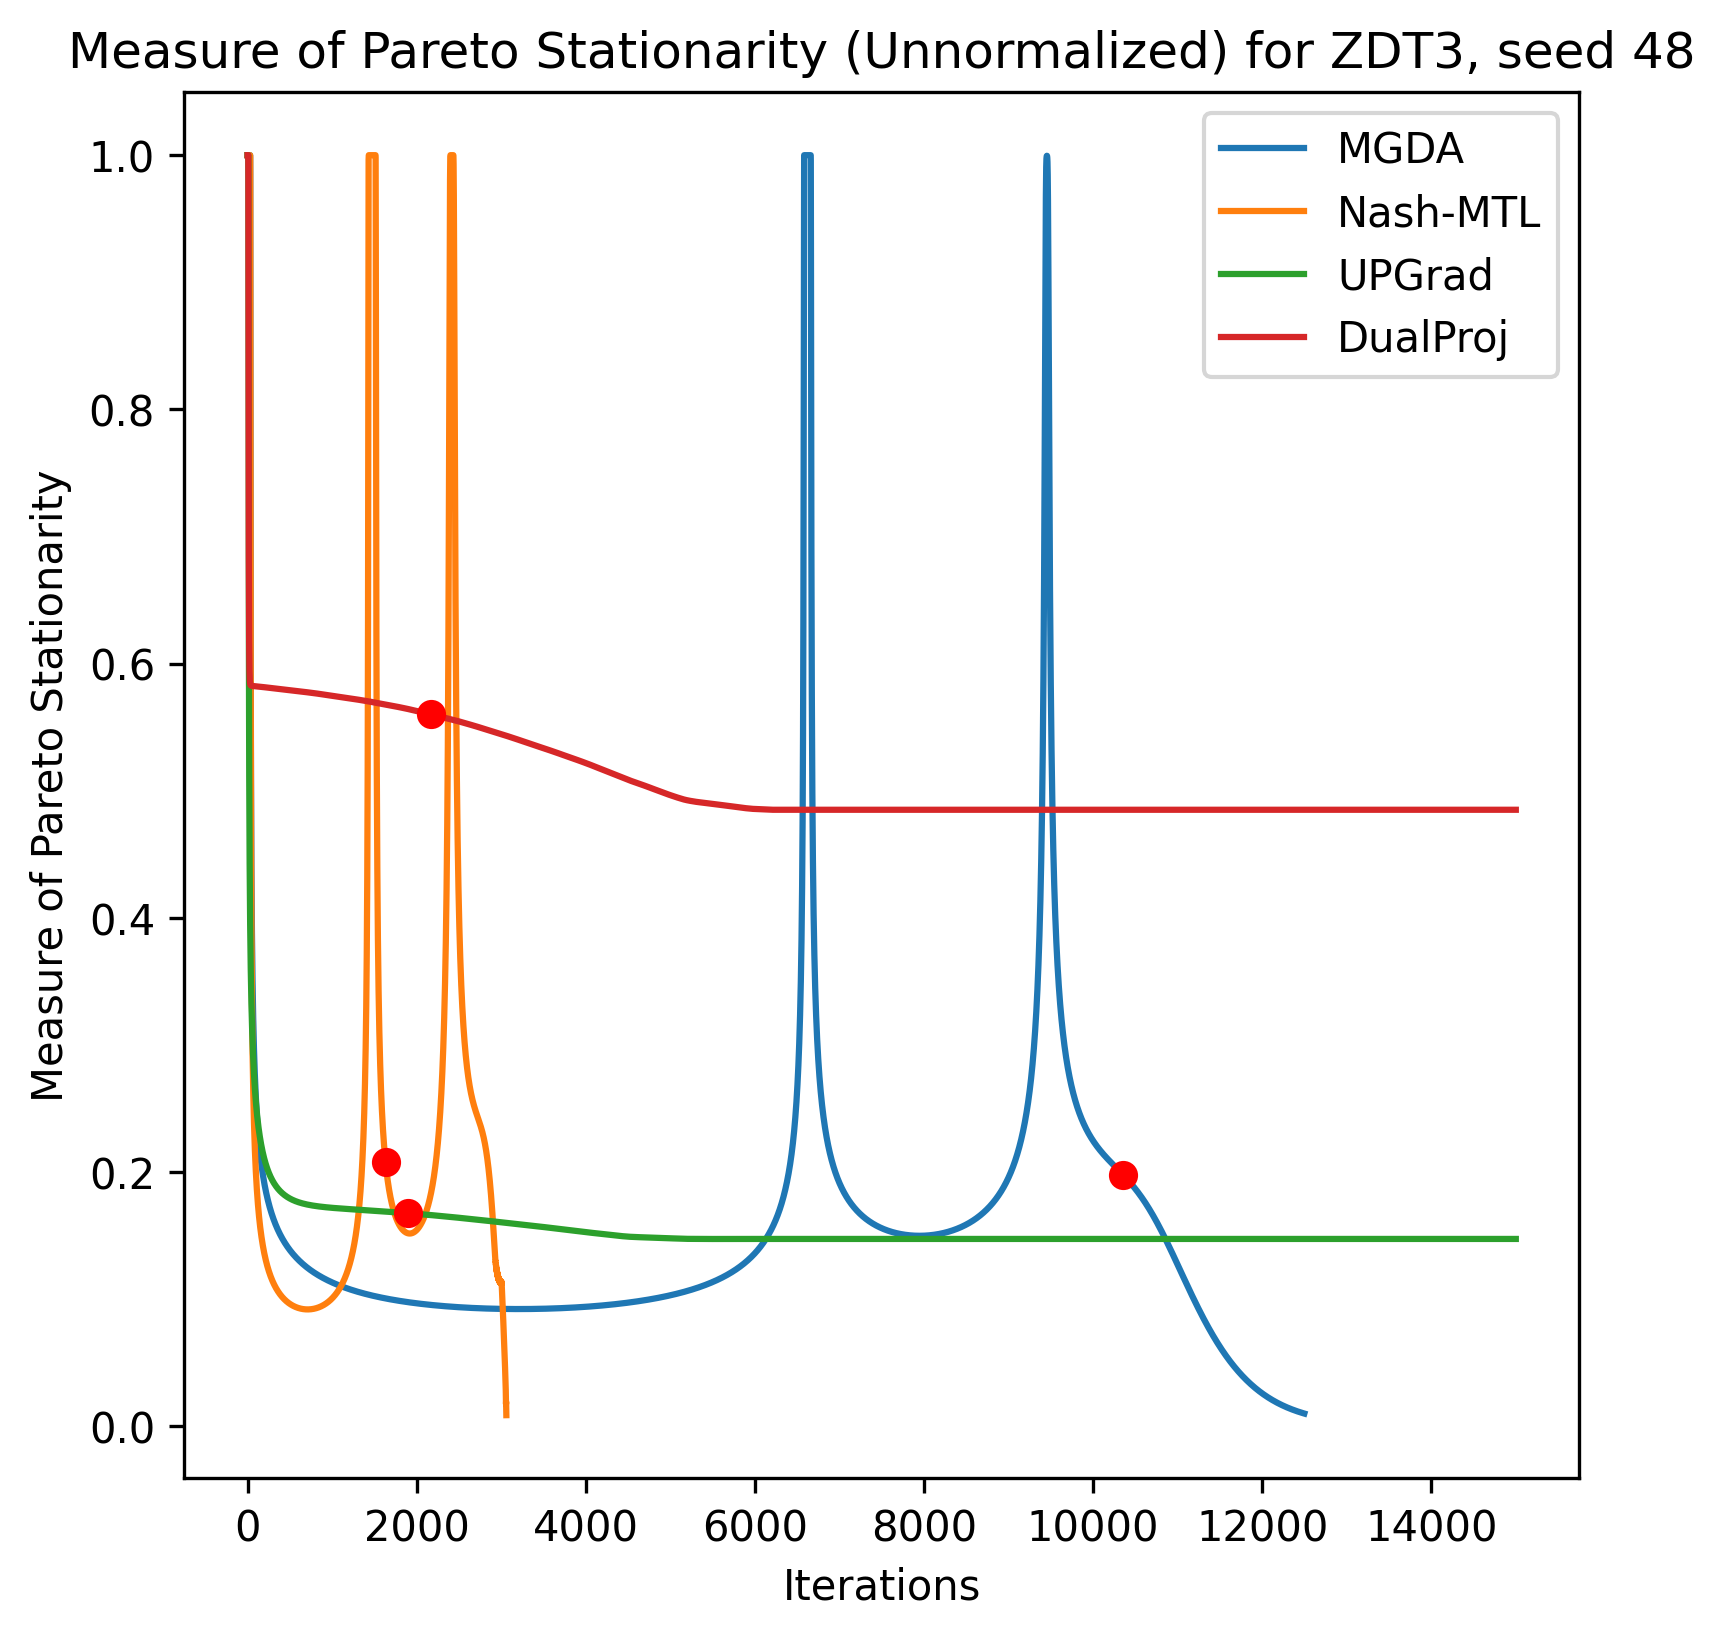 Measure of Pareto Stationarity (Unnormalized) for ZDT3, seed 48
MGDA
Nash-MTL
UPGrad
DualProj
Measure of Pareto Stationarity
1.0
0.8
0.6
0.4
0.2
0.0
0 2000 4000 6000 8000 10000 12000 14000
Iterations